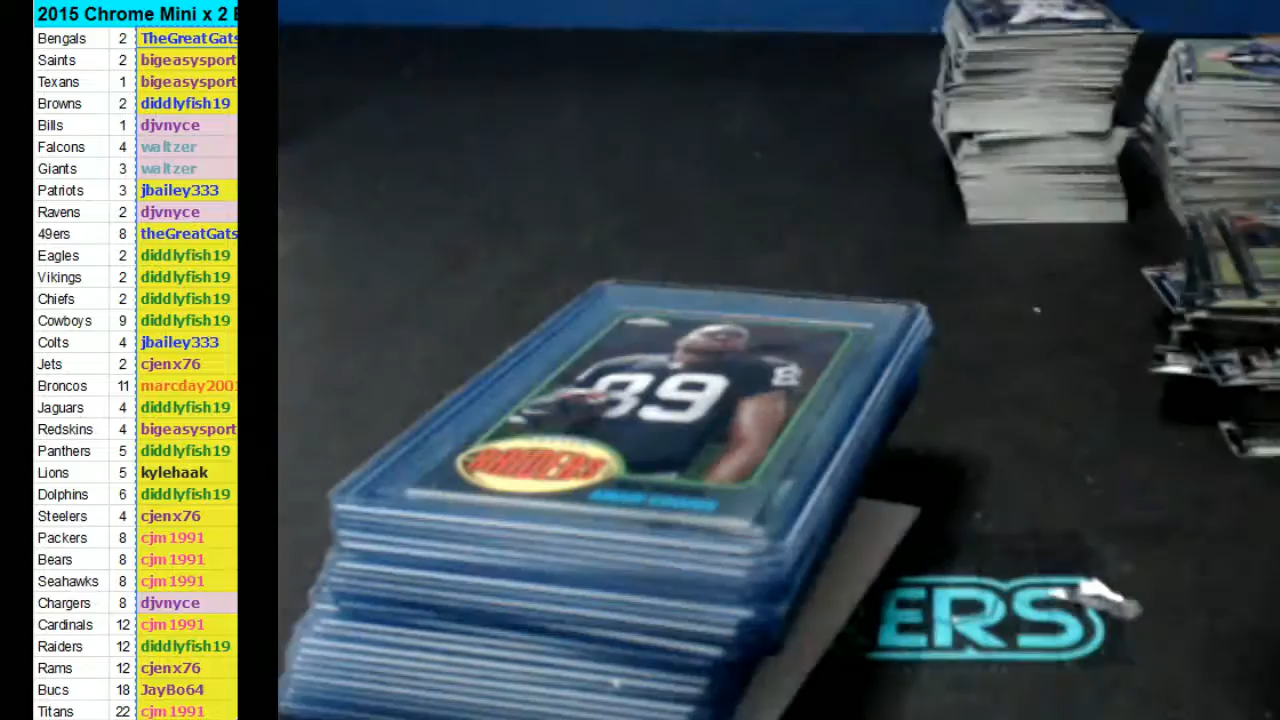 2015 Chrome Mini x 2
Bengals 2 TheGreatGats
Saints 2 bigeasysport
Texans 1 bigeasysport
Browns 2 diddlyfish19
Bills 1 djvnyce
Falcons 4 waltzer
Giants 3 waltzer
Patriots 3 jbailey333
Ravens 2 djvnyce
49ers 8 theGreatGats
Eagles 2 diddlyfish19
Vikings 2 diddlyfish19
Chiefs 2 diddlyfish19
Cowboys 9 diddlyfish19
Colts 4 jbailey333
Jets 2 cjenx76
Broncos 11 marcday200
Jaguars 4 diddlyfish19
Redskins 4 bigeasysport
Panthers 5 diddlyfish19
Lions 5 kylehaak
Dolphins 6 diddlyfish19
Steelers 4 cjenx76
Packers 8 cjm1991
Bears 8 cjm1991
Seahawks 8 cjm1991
Chargers 8 djvnyce
Cardinals 12 cjm1991
Raiders 12 diddlyfish19
Rams 12 cjenx76
Bucs 18 JayBo64
Titans 22 cjm1991
89
8
RAIDERS
ERS